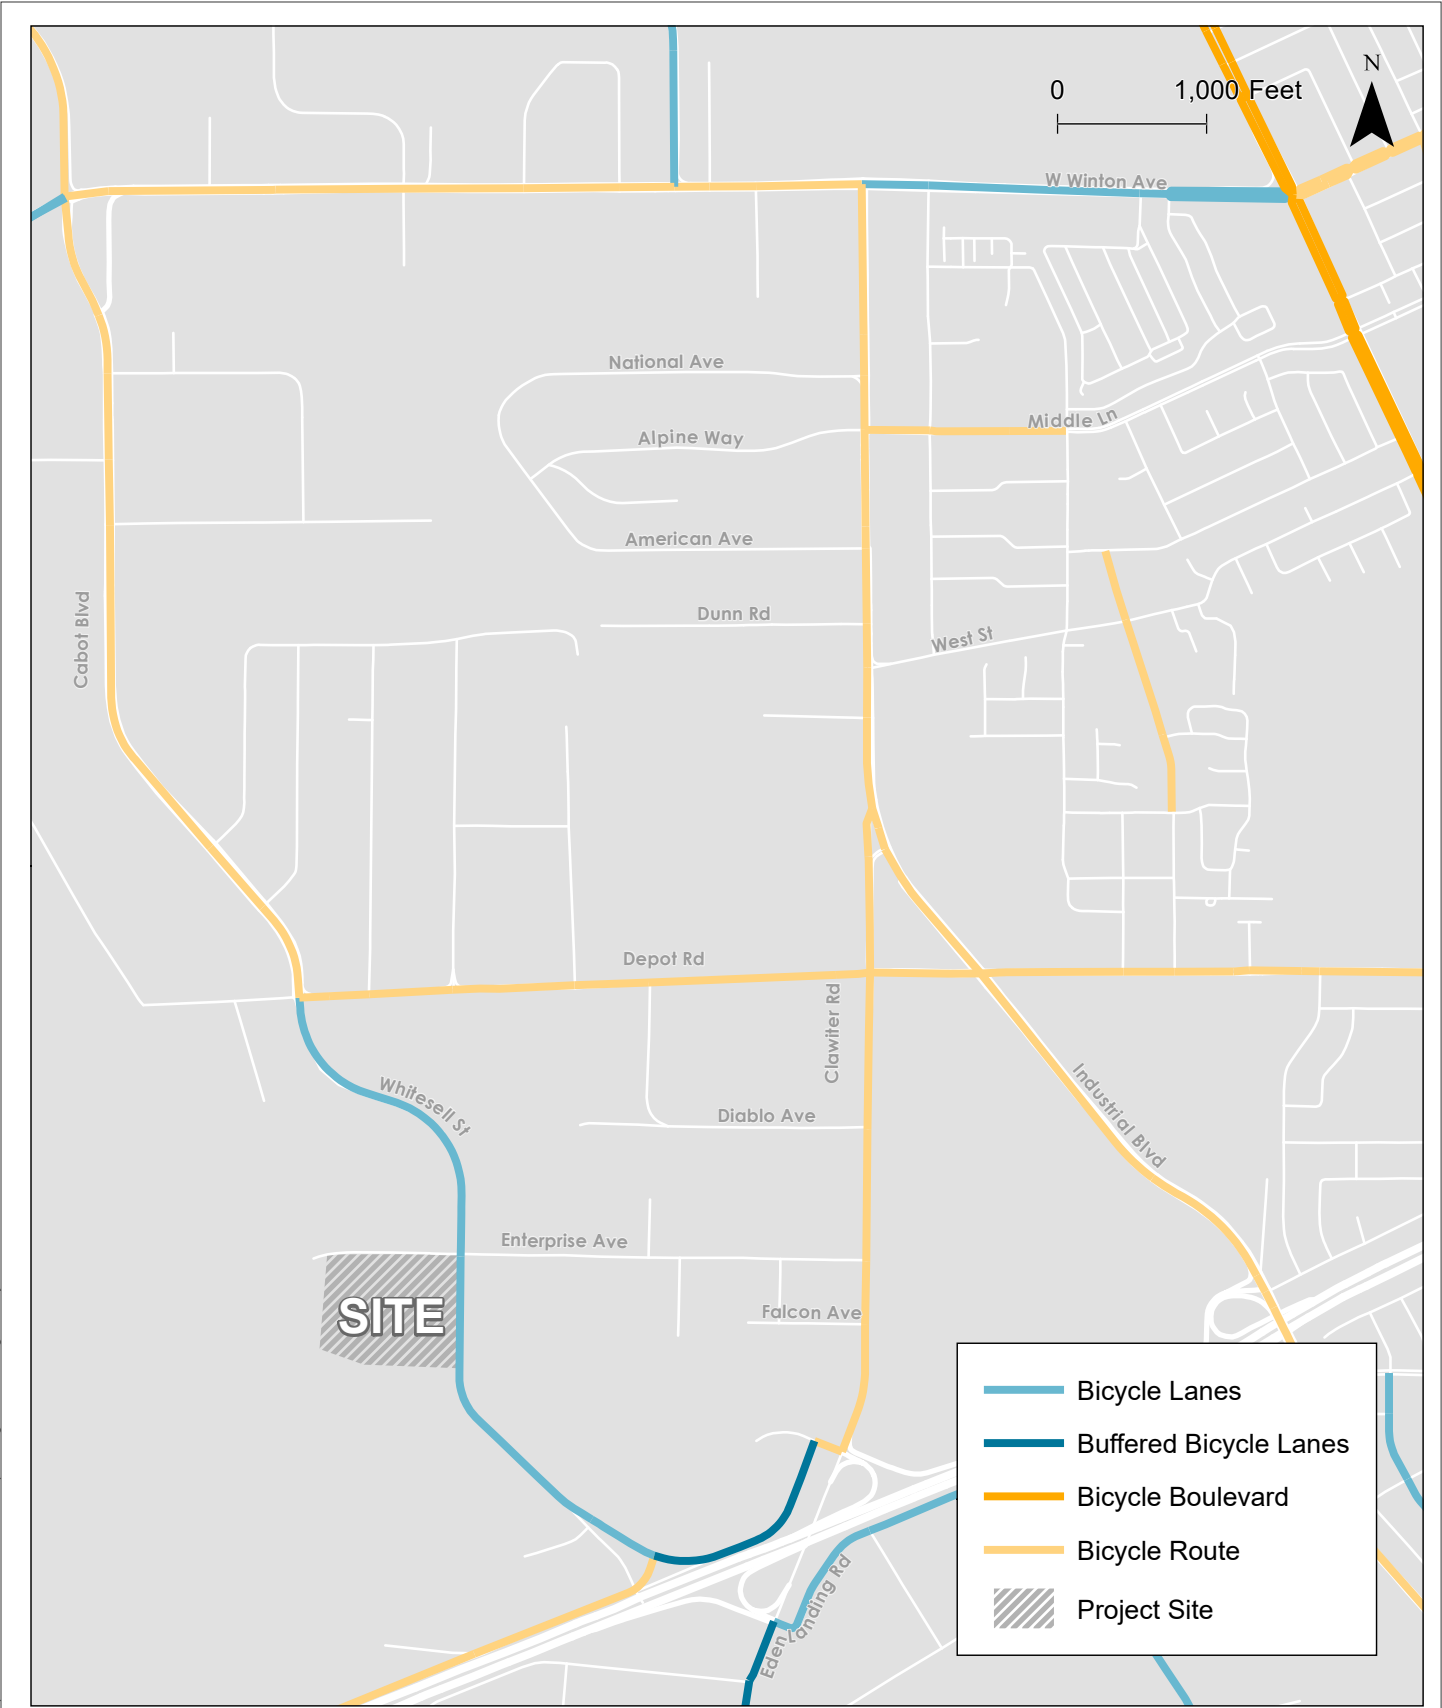 N
0 1,000 Feet
W Winton Ave
National Ave
Middle Ln
Alpine Way
American Ave
Cabot Blvd
Dunn Rd
West St
Depot Rd
Clawiter Rd
Industrial Blvd
Whitesell St
Diablo Ave
Enterprise Ave
SITE
Falcon Ave
Bicycle Lanes
Buffered Bicycle Lanes
Bicycle Boulevard
Bicycle Route
Project Site
Eden Landing Rd